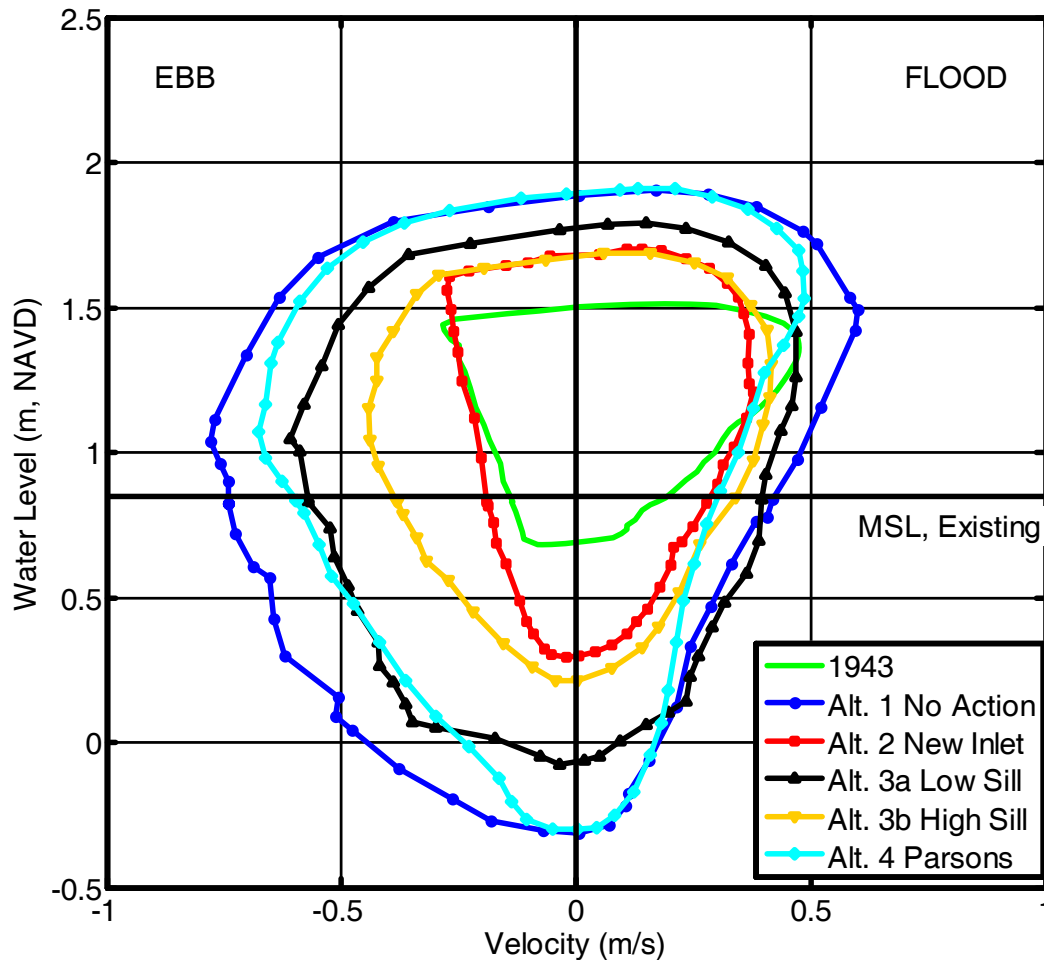 2.5
EBB
FLOOD
2
1.5
1
MSL, Existing
0.5
0
-0.5
Water Level (m, NAVD)
1943
Alt. 1 No Action
Alt. 2 New Inlet
Alt. 3a Low Sill
Alt. 3b High Sill
Alt. 4 Parsons
-1 -0.5 0 0.5 1
Velocity (m/s)